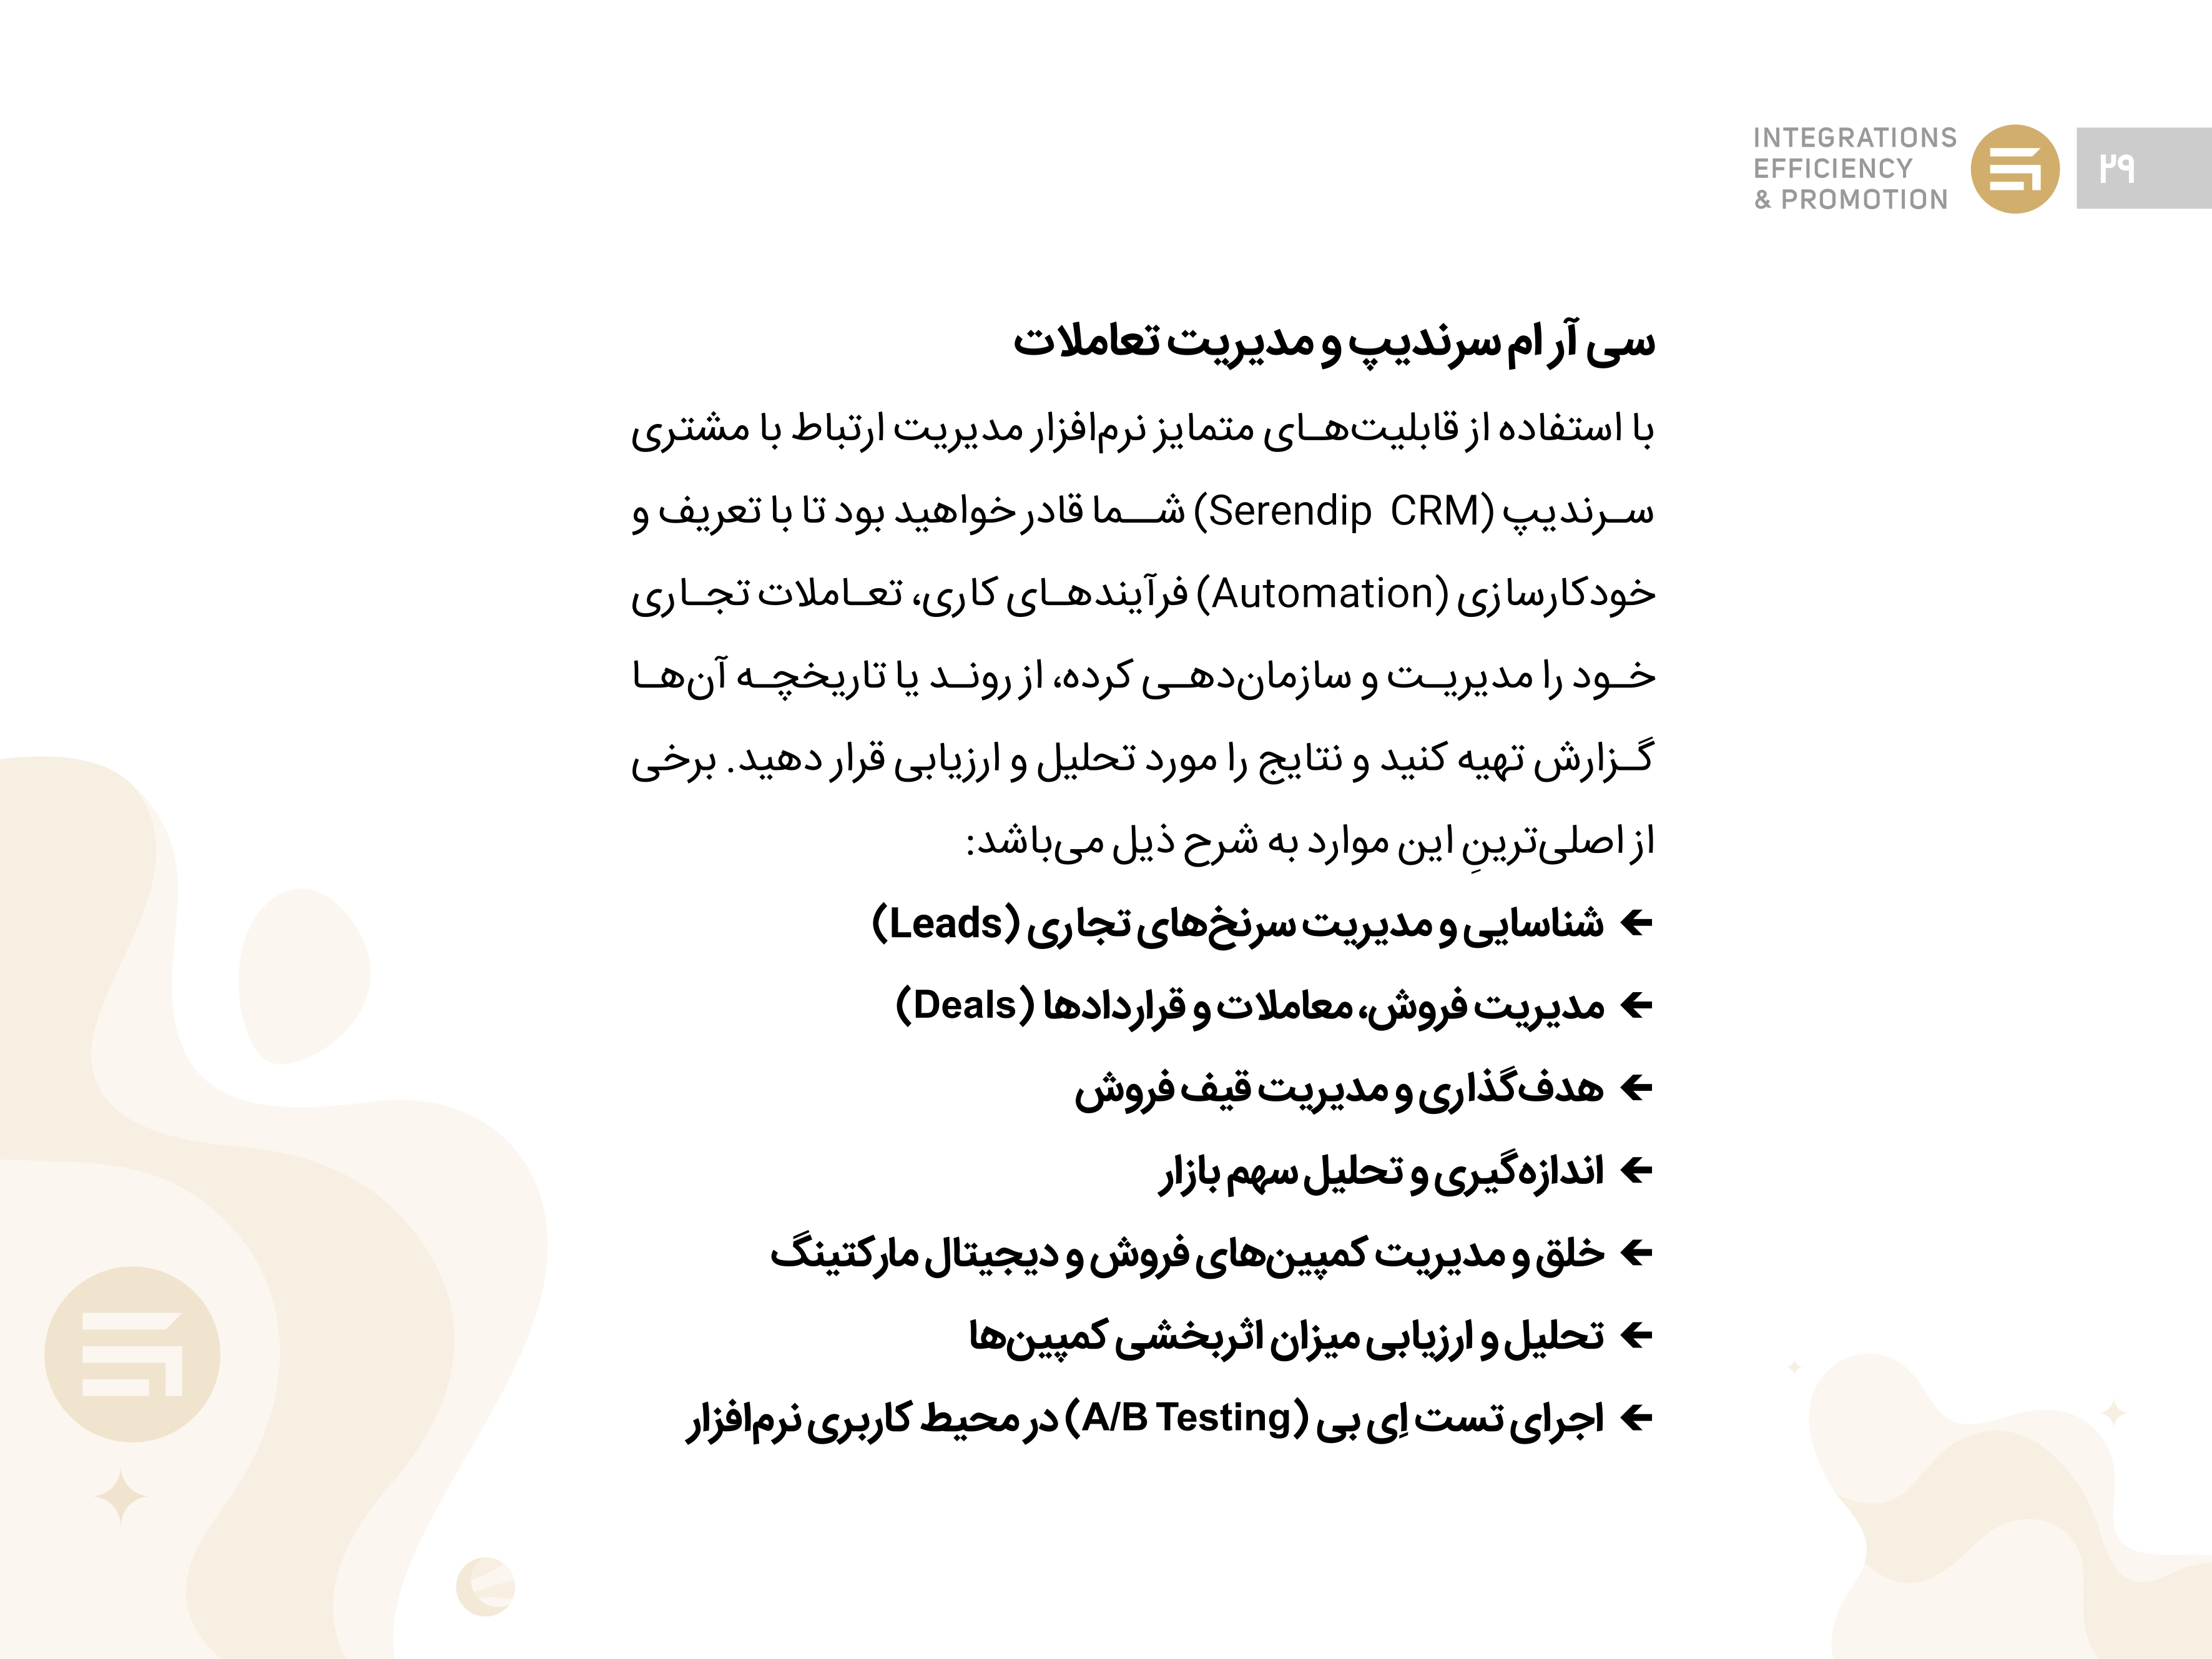 INTEGRATIONS
EFFICIENCY
& PROMOTION
۲۹
سی آر ام سرندیپ و مدیریت تعاملات
با استفاده از قابلیت‌هـای متمایز نرم‌افزار مدیریت ارتباط با مشتری
سـرندیپ (Serendip CRM) شــما قادر خواهید بود تا با تعریف و
خودکارسازی (Automation) فرآیندهـای کاری، تعـاملات تجـاری
خـود را مدیریـت و سازمان‌دهـی کرده، از رونـد یا تاریخچـه آن‌هـا
گـزارش تهیه کنید و نتایج را مورد تحلیل و ارزیابی قرار دهید. برخی
از اصلی‌ترینِ این موارد به شرح ذیل می‌باشد:
← شناسایی و مدیریت سرنخ‌های تجاری (Leads)
← مدیریت فروش، معاملات و قراردادها (Deals)
← هدف‌گذاری و مدیریت قیف فروش
← اندازه‌گیری و تحلیل سهم بازار
← خلق و مدیریت کمپین‌های فروش و دیجیتال مارکتینگ
← تحلیل و ارزیابی میزان اثربخشی کمپین‌ها
← اجرای تست اِی بی (A/B Testing) در محیط کاربری نرم‌افزار